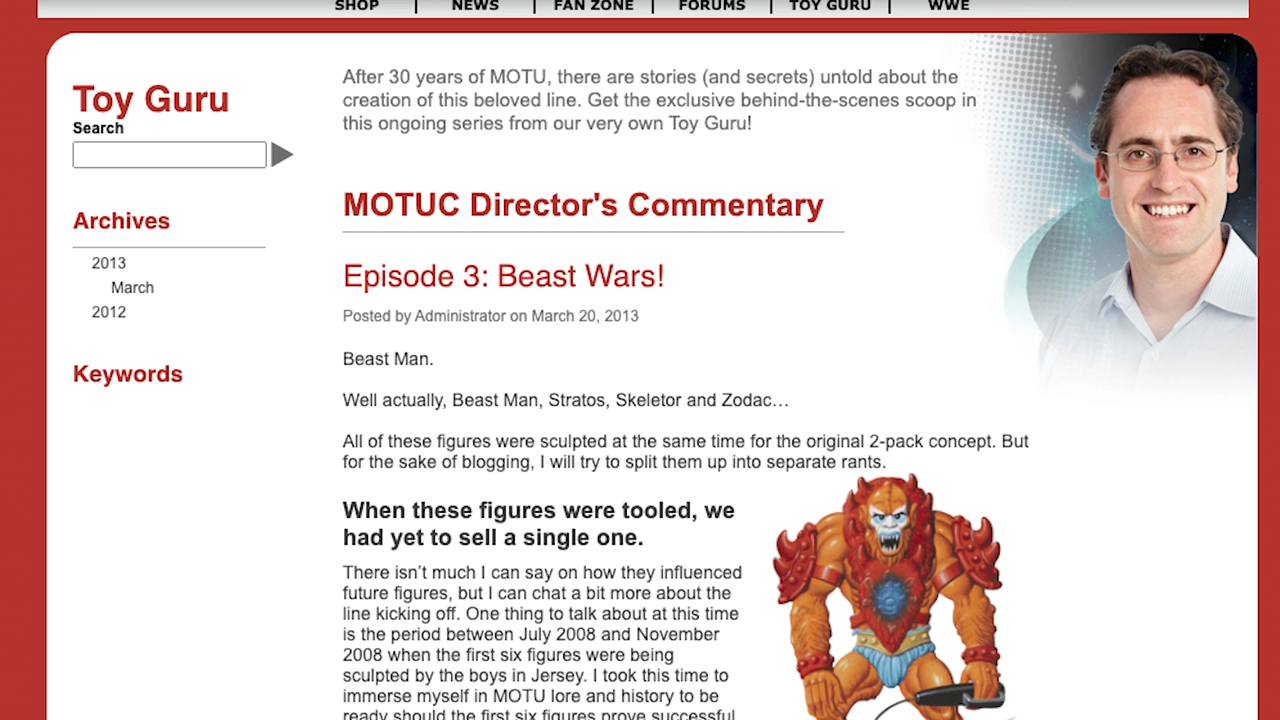 SHOP | NEWS | FAN ZONE | FORUMS | TOY GURU | WWE
Toy Guru
Search
Archives
2013
March
2012
Keywords
After 30 years of MOTU, there are stories (and secrets) untold about the
creation of this beloved line. Get the exclusive behind-the-scenes scoop in
this ongoing series from our very own Toy Guru!
MOTUC Director's Commentary
Episode 3: Beast Wars!
Posted by Administrator on March 20, 2013
Beast Man.
Well actually, Beast Man, Stratos, Skeletor and Zodac…
All of these figures were sculpted at the same time for the original 2-pack concept. But
for the sake of blogging, I will try to split them up into separate rants.
When these figures were tooled, we
had yet to sell a single one.
There isn’t much I can say on how they influenced
future figures, but I can chat a bit more about the
line kicking off. One thing to talk about at this time
is the period between July 2008 and November
2008 when the first six figures were being
sculpted by the boys in Jersey. I took this time to
immerse myself in MOTU lore and history to be
ready should the first six figures prove successful